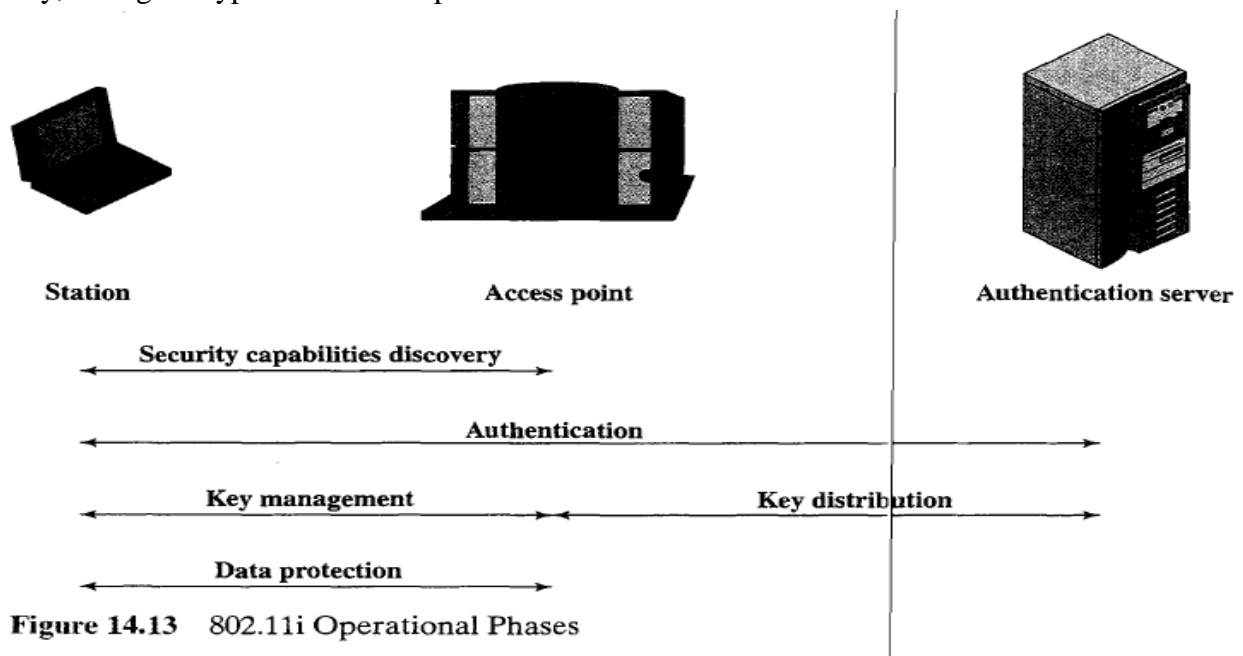 Station
Access point
Authentication server
Security capabilities discovery
Authentication
Key management
Key distribution
Data protection
Figure 14.13 802.11i Operational Phases